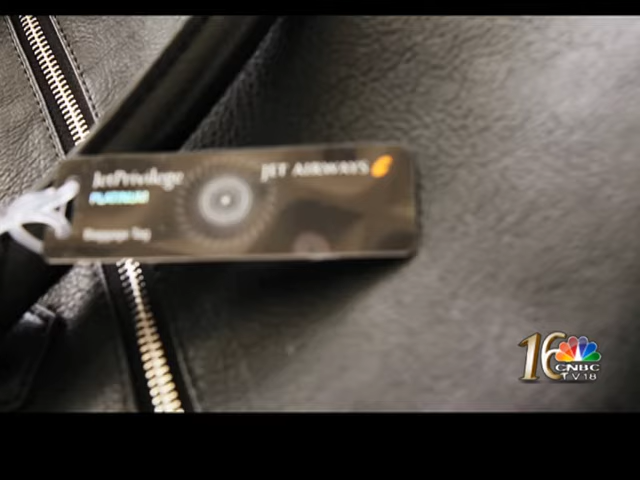 JetPrivilege
JET AIRWAYS
PLATINUM
Baggage Tag
16
CNBC
TV18